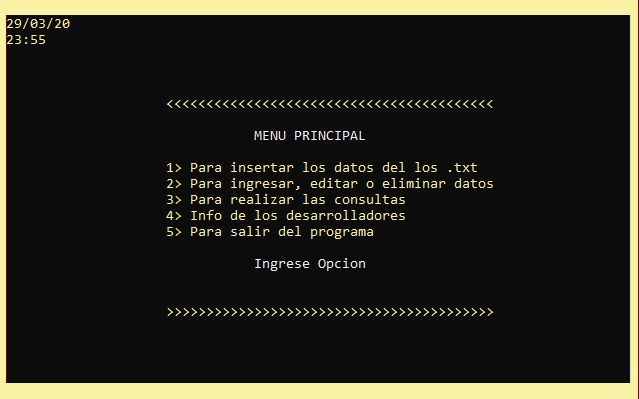 29/03/20
23:55
<<<<<<<<<<<<<<<<<<<<<<<<<<<<<<<<<<<<<<<<<
MENU PRINCIPAL
1> Para insertar los datos del los .txt
2> Para ingresar, editar o eliminar datos
3> Para realizar las consultas
4> Info de los desarrolladores
5> Para salir del programa
Ingrese Opcion
>>>>>>>>>>>>>>>>>>>>>>>>>>>>>>>>>>>>>>>>>